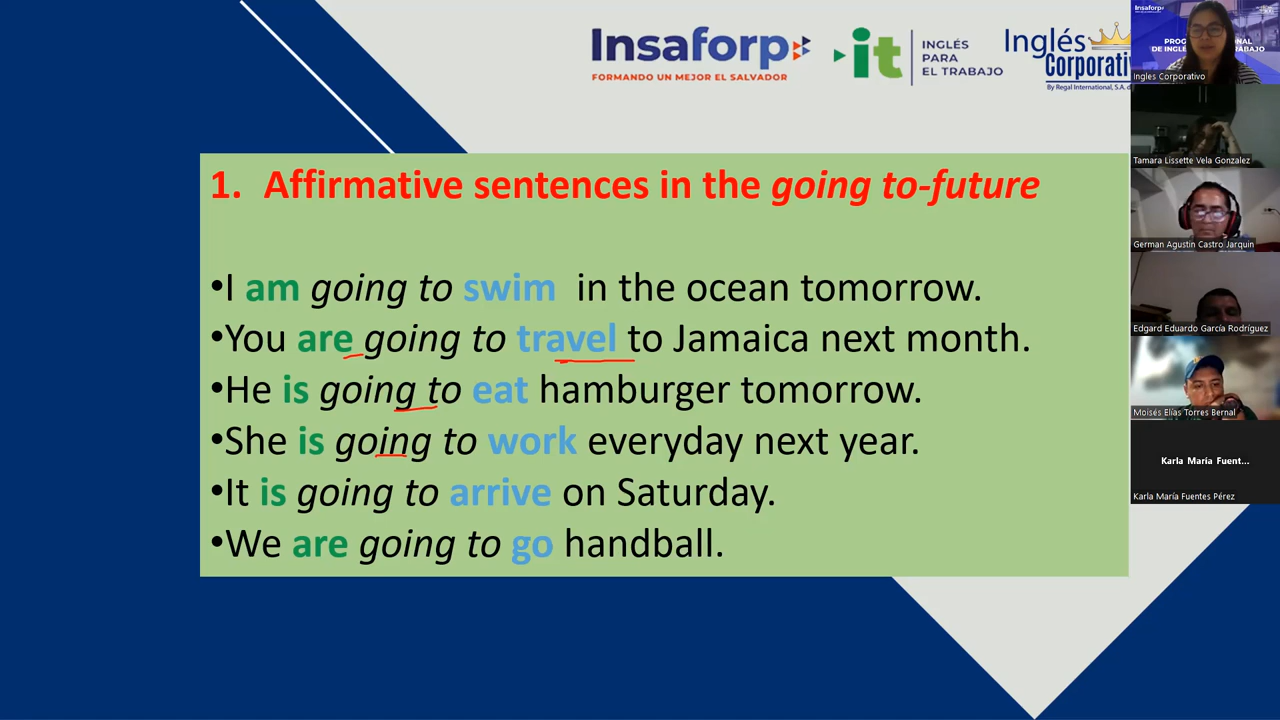 Insaforp
FORMANDO UN MEJOR EL SALVADOR
it
INGLÉS
PARA
EL TRABAJO
Inglés
Corporativ
By Regal International, S.A. d
1. Affirmative sentences in the going to-future
•I am going to swim in the ocean tomorrow.
•You are going to travel to Jamaica next month.
•He is going to eat hamburger tomorrow.
•She is going to work everyday next year.
•It is going to arrive on Saturday.
•We are going to go handball.
Insaforp
Ingles Corporativo
Tamara Lissette Vela Gonzalez
German Agustin Castro Jarquin
Edgard Eduardo García Rodríguez
Moisés Elías Torres Bernal
Karla María Fuent...
Karla María Fuentes Pérez